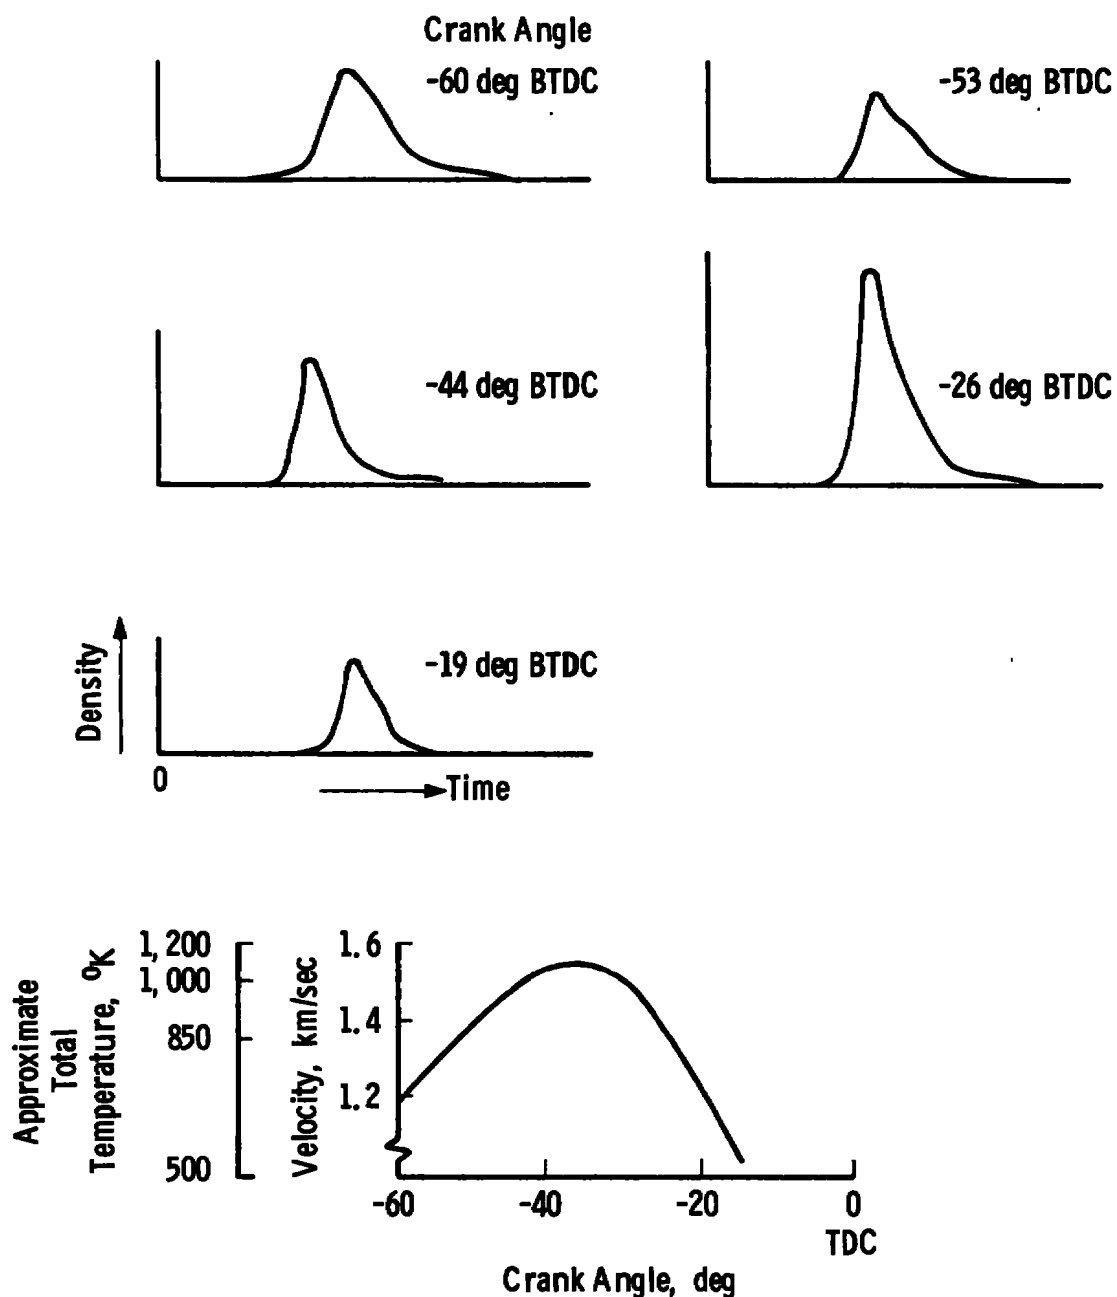 Crank Angle
-60 deg BTDC
-53 deg BTDC
-44 deg BTDC
-26 deg BTDC
-19 deg BTDC
Density
0
Time
Approximate
Total
Temperature, °K
1,200
1,000
850
500
Velocity, km/sec
1.6
1.4
1.2
-60
-40
-20
0
TDC
Crank Angle, deg